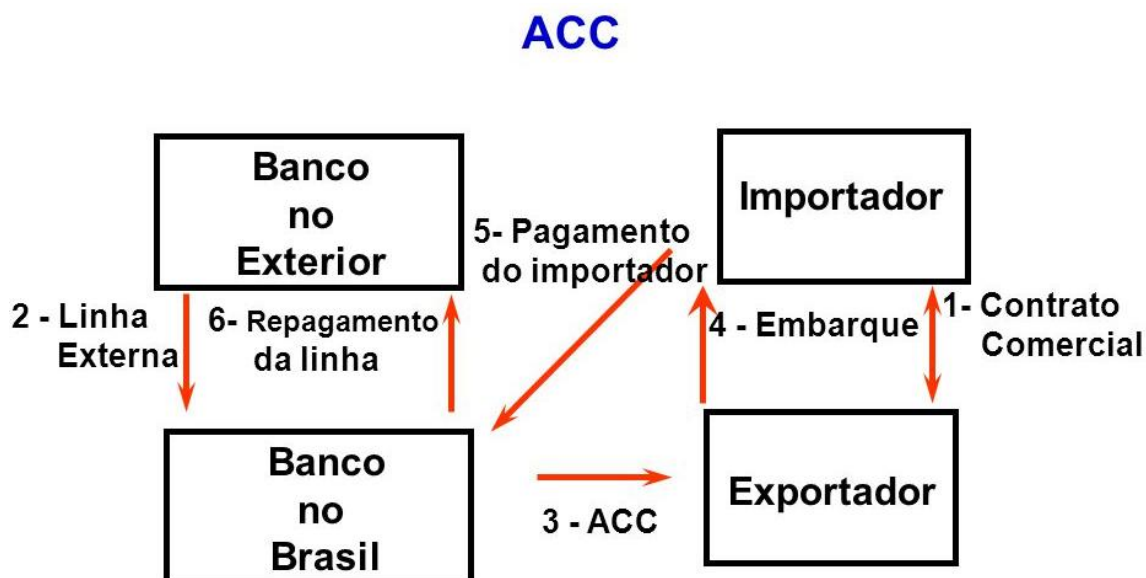 ACC
Banco
no
Exterior
Importador
5- Pagamento
do importador
2 - Linha
Externa
6- Repagamento
da linha
4 - Embarque
1- Contrato
Comercial
Banco
no
Brasil
3 - ACC
Exportador